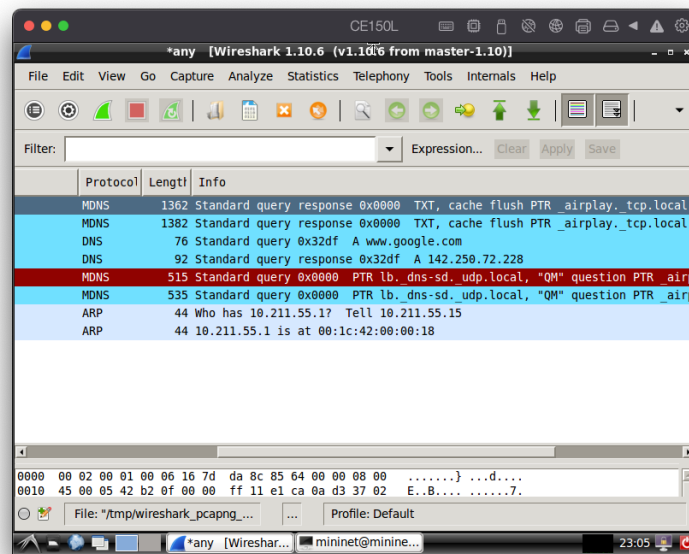 CE150L
*any   [Wireshark 1.10.6  (v1.10.6 from master-1.10)]
File Edit View Go Capture Analyze Statistics Telephony Tools Internals Help
Filter: Expression... Clear Apply Save
Protocol Length Info
MDNS 1362 Standard query response 0x0000  TXT, cache flush PTR _airplay._tcp.local
MDNS 1382 Standard query response 0x0000  TXT, cache flush PTR _airplay._tcp.local
DNS 76 Standard query 0x32df  A www.google.com
DNS 92 Standard query response 0x32df  A 142.250.72.228
MDNS 515 Standard query 0x0000  PTR lb._dns-sd._udp.local, "QM" question PTR _airp
MDNS 535 Standard query 0x0000  PTR lb._dns-sd._udp.local, "QM" question PTR _airp
ARP 44 Who has 10.211.55.1?  Tell 10.211.55.15
ARP 44 10.211.55.1 is at 00:1c:42:00:00:18
0000  00 02 00 01 00 06 16 7d  da 8c 85 64 00 00 08 00   .......} ...d....
0010  45 00 05 42 b2 0f 00 00  ff 11 e1 ca 0a d3 37 02   E..B.... ......7.
File: "/tmp/wireshark_pcapng_... ... Profile: Default
*any   [Wireshar... mininet@minine... 23:05